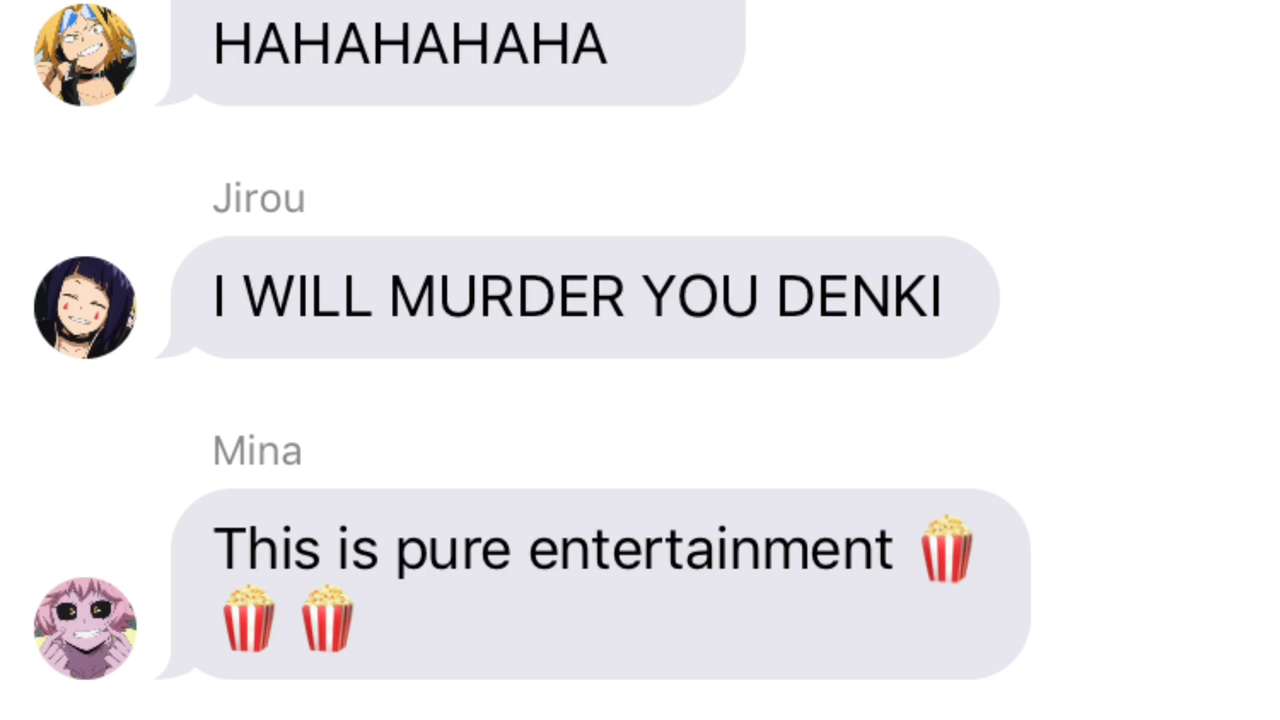 HAHAHAHAHA
Jirou
I WILL MURDER YOU DENKI
Mina
This is pure entertainment 🍿
🍿 🍿